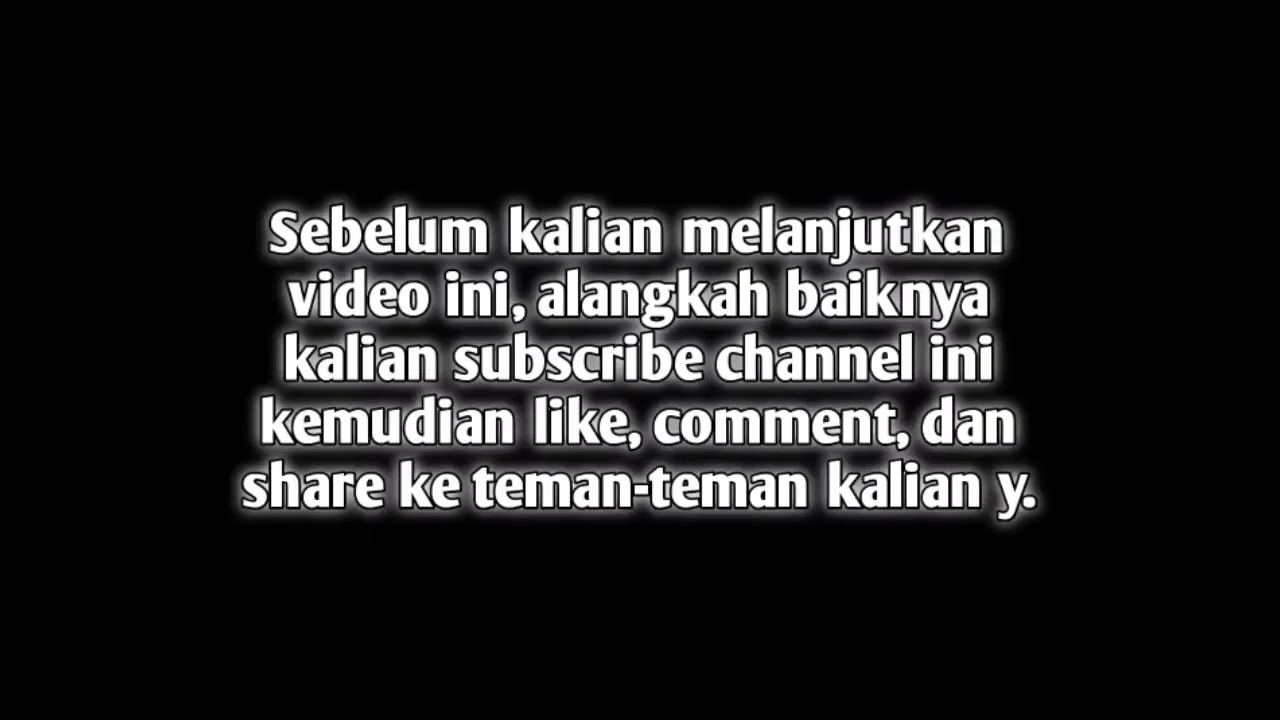 Sebelum kalian melanjutkan
video ini, alangkah baiknya
kalian subscribe channel ini
kemudian like, comment, dan
share ke teman-teman kalian y.